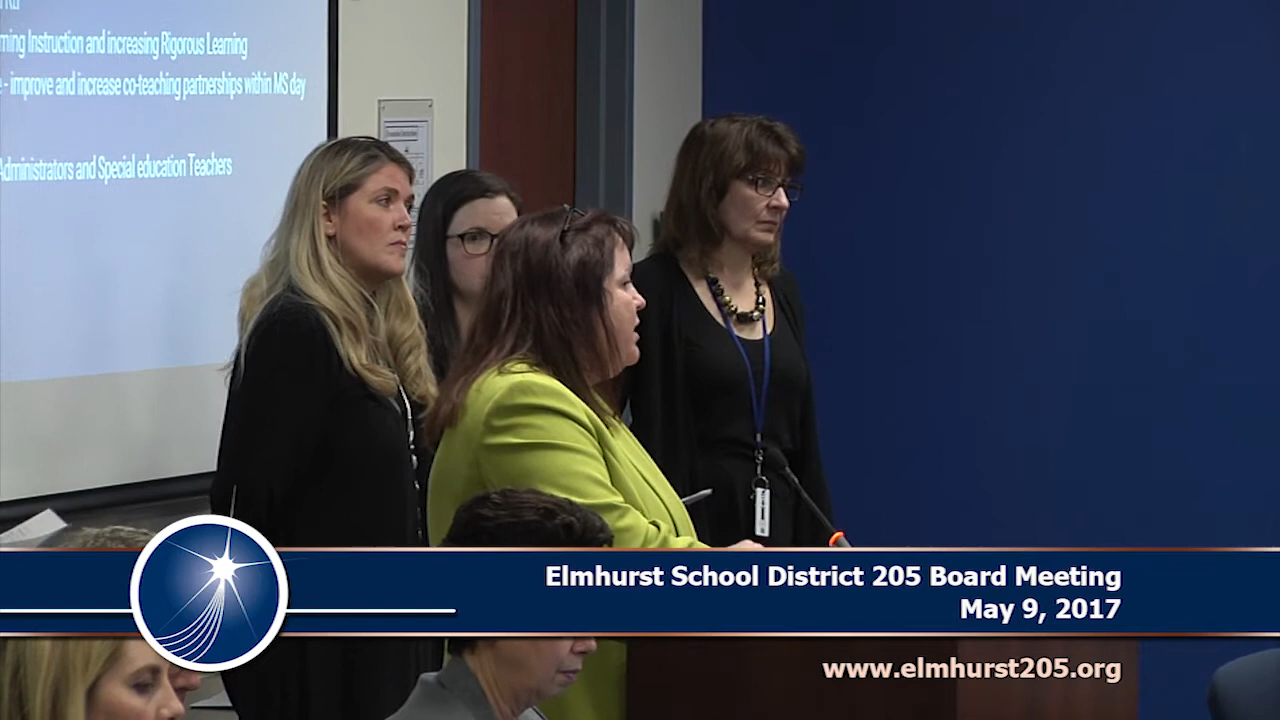 ming Instruction and increasing Rigorous Learning
- improve and increase co-teaching partnerships within MS day
Administrators and Special education Teachers
Elmhurst School District 205 Board Meeting
May 9, 2017
www.elmhurst205.org